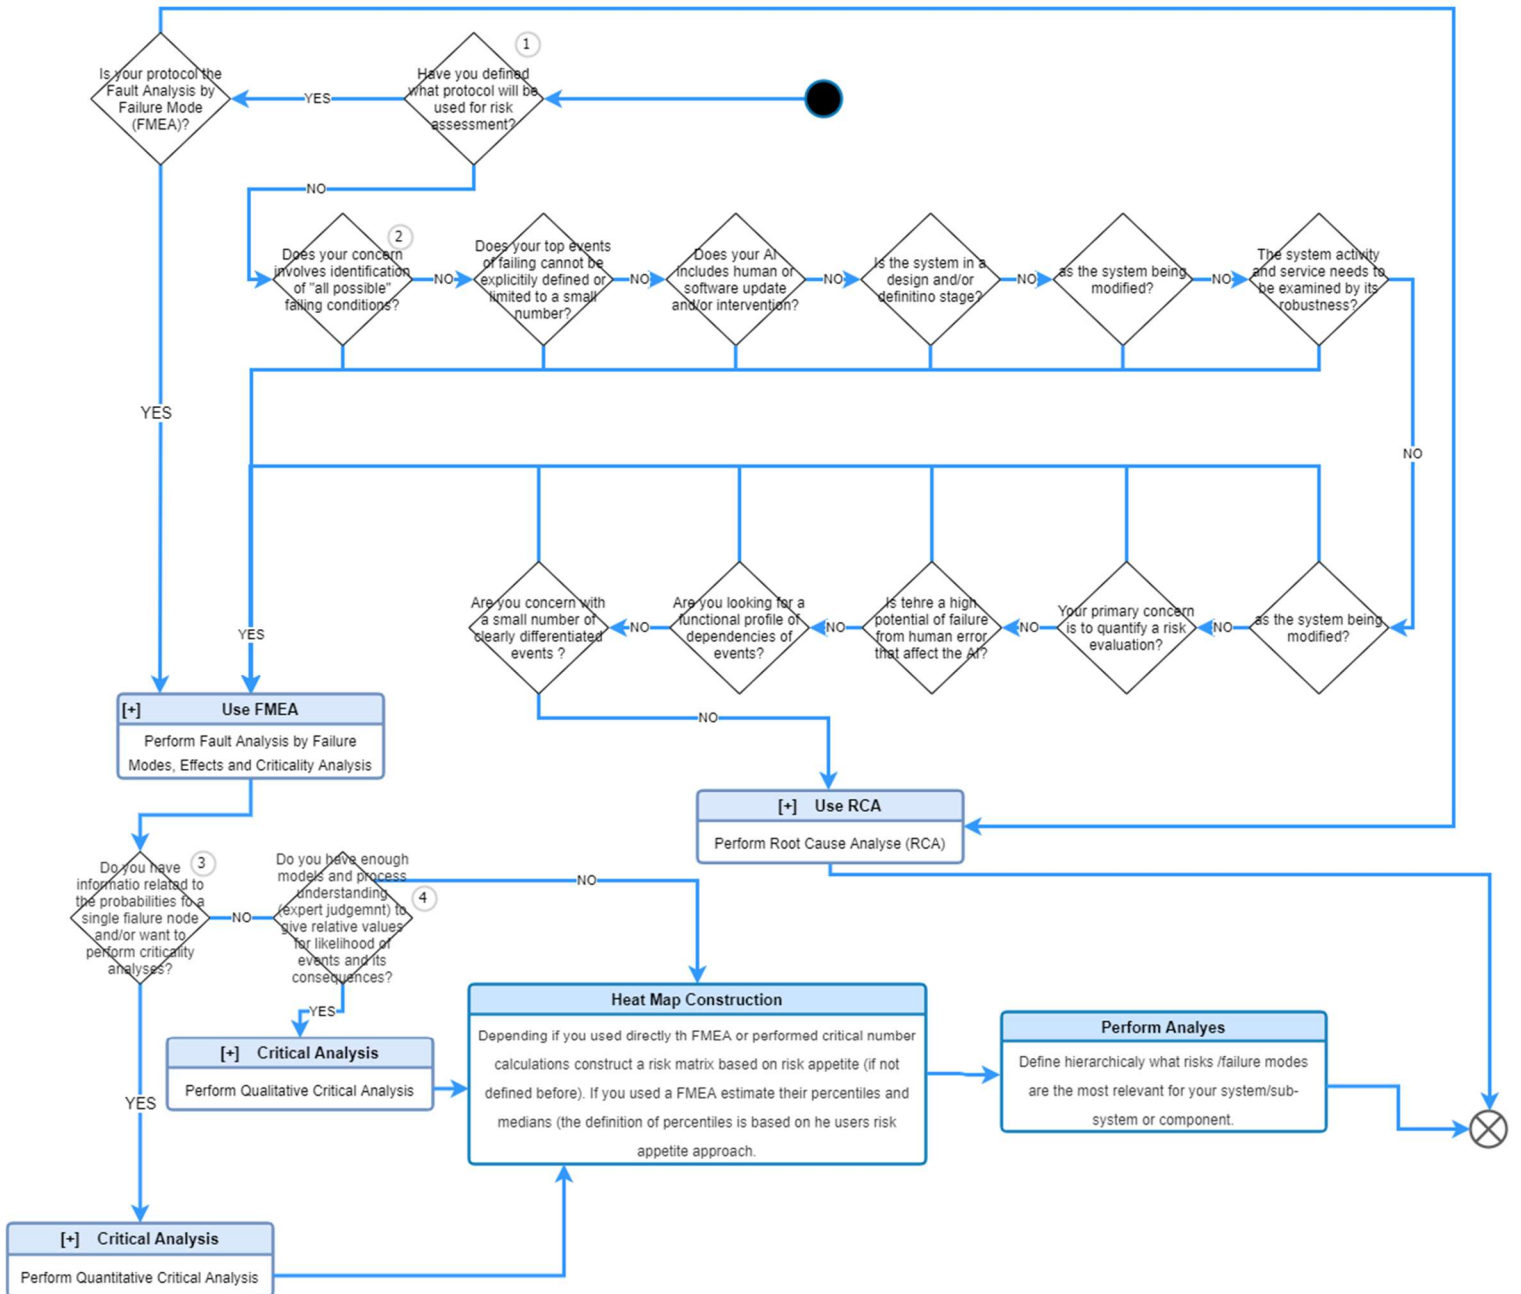 1
Is your protocol the
Fault Analysis by
Failure Mode
(FMEA)?
YES
Have you defined
what protocol will be
used for risk
assessment?
NO
2
Does your concern
involves identification
of "all possible"
failing conditions?
NO
Does your top events
of failing cannot be
explicitly defined or
limited to a small
number?
NO
Does your AI
includes human or
software update
and/or intervention?
NO
Is the system in a
design and/or
definitino stage?
NO
as the system being
modified?
NO
The system activity
and service needs to
be examined by its
robustness?
YES
NO
YES
Are you concern with
a small number of
clearly differentiated
events ?
NO
Are you looking for a
functional profile of
dependencies of
events?
NO
Is tehre a high
potential of failure
from human error
that affect the AI?
NO
Your primary concern
is to quantify a risk
evaluation?
NO
as the system being
modified?
NO
[+] Use FMEA
Perform Fault Analysis by Failure
Modes, Effects and Criticality Analysis
[+] Use RCA
Perform Root Cause Analyse (RCA)
3
Do you have
informatio relatad to
the probabilities fo a
single fialure node
and/or want to
perform criticality
analyses?
NO
Do you have enough
models and process
understanding
(expert judgemnt) to
give relative values
for likelihood of
events and its
consequences?
4
NO
YES
[+] Critical Analysis
Perform Qualitative Critical Analysis
YES
Heat Map Construction
Depending if you used directly th FMEA or performed critical number
calculations construct a risk matrix based on risk appetite (if not
defined before). If you used a FMEA estimate their percentiles and
medians (the definition of percentiles is based on he users risk
appetite approach.
Perform Analyes
Define hierarchicaly what risks /failure modes
are the most relevant for your system/sub-
system or component.
[+] Critical Analysis
Perform Quantitative Critical Analysis